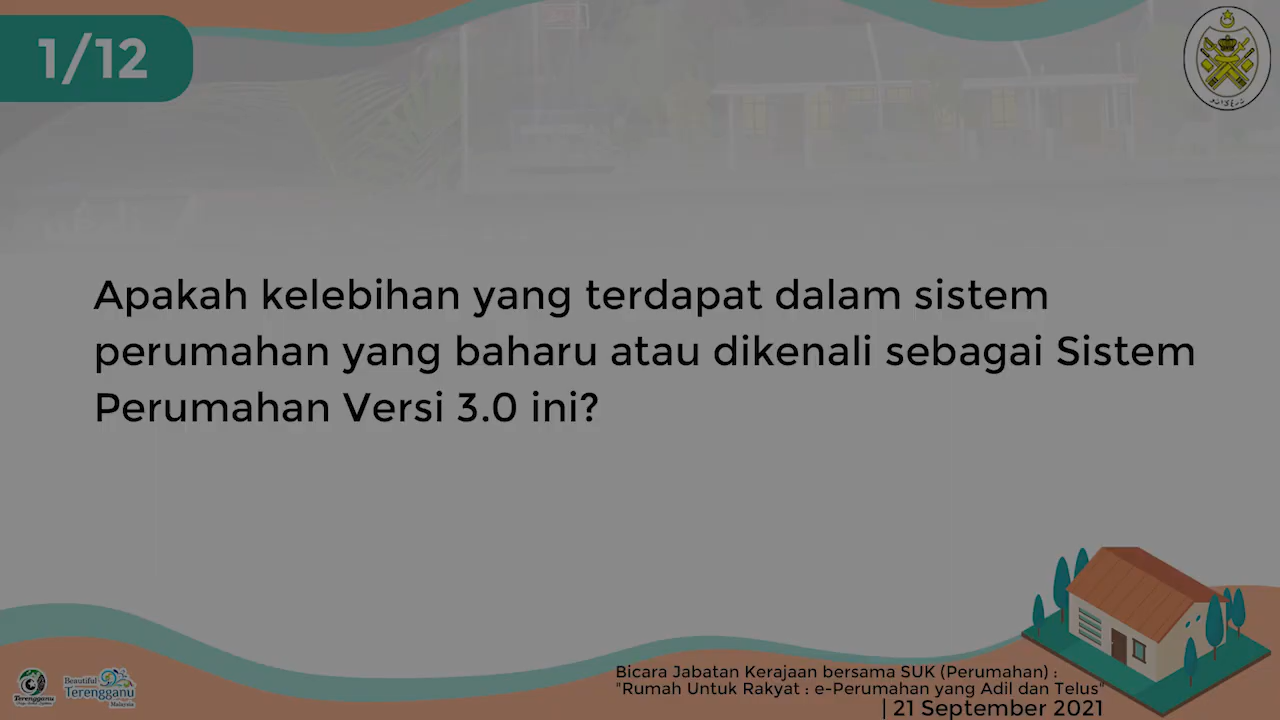 1/12
Apakah kelebihan yang terdapat dalam sistem
perumahan yang baharu atau dikenali sebagai Sistem
Perumahan Versi 3.0 ini?
Terengganu
Beautiful
Terengganu
Malaysia
Bicara Jabatan Kerajaan bersama SUK (Perumahan) :
"Rumah Untuk Rakyat : e-Perumahan yang Adil dan Telus"
| 21 September 2021